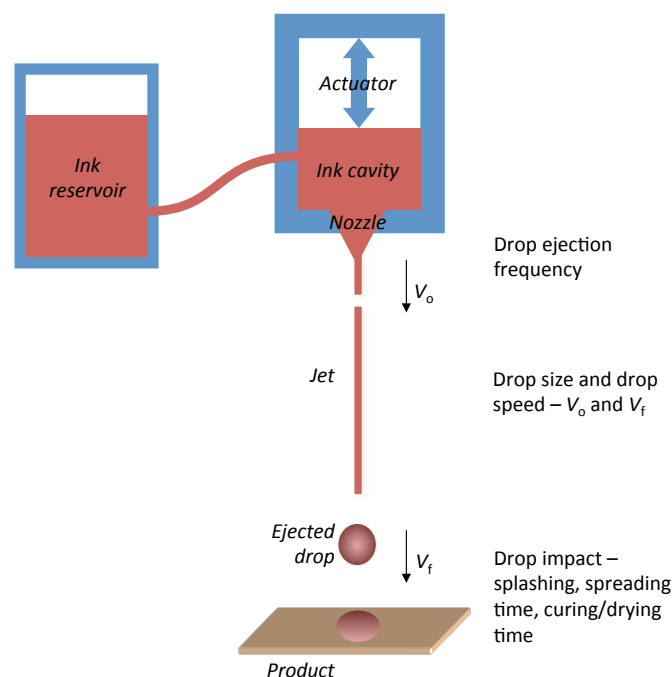 Actuator
Ink
reservoir
Ink cavity
Nozzle
Drop ejection
frequency
Vo
Jet
Drop size and drop
speed – Vo and Vf
Ejected
drop
Vf
Drop impact –
splashing, spreading
time, curing/drying
time
Product